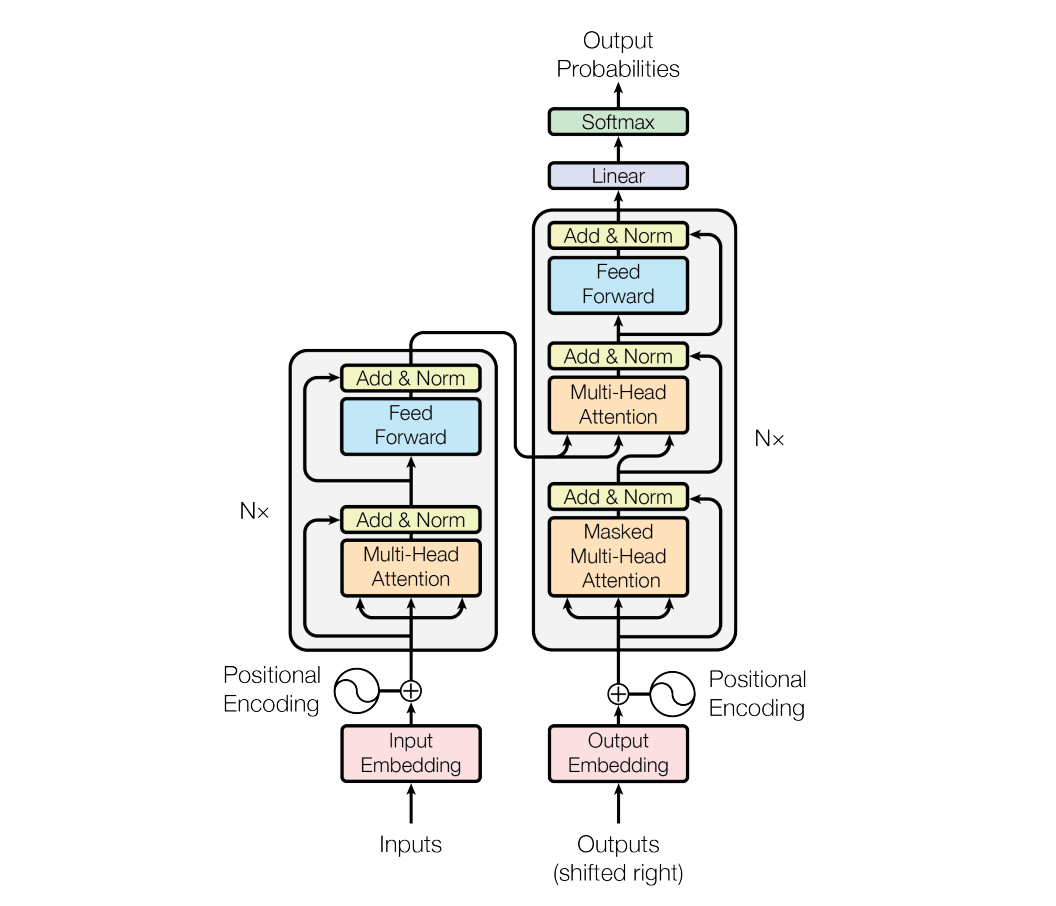 Output
Probabilities
Softmax
Linear
Add & Norm
Feed
Forward
Add & Norm
Multi-Head
Attention
Add & Norm
Masked
Multi-Head
Attention
N×
Add & Norm
Feed
Forward
Add & Norm
Multi-Head
Attention
N×
Positional
Encoding
Positional
Encoding
Input
Embedding
Output
Embedding
Inputs
Outputs
(shifted right)